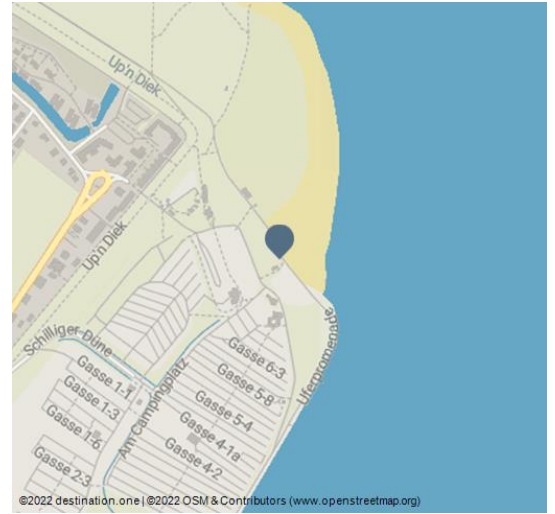 Up'n Diek
Up'n Diek
Schilliger-Düne
Am Campingplatz
Uferpromenade
Gasse 6-3
Gasse 5-8
Gasse 5-4
Gasse 4-1a
Gasse 4-2
Gasse 1-1
Gasse 1-3
Gasse 1-6
Gasse 2-3
©2022 destination.one | ©2022 OSM & Contributors (www.openstreetmap.org)